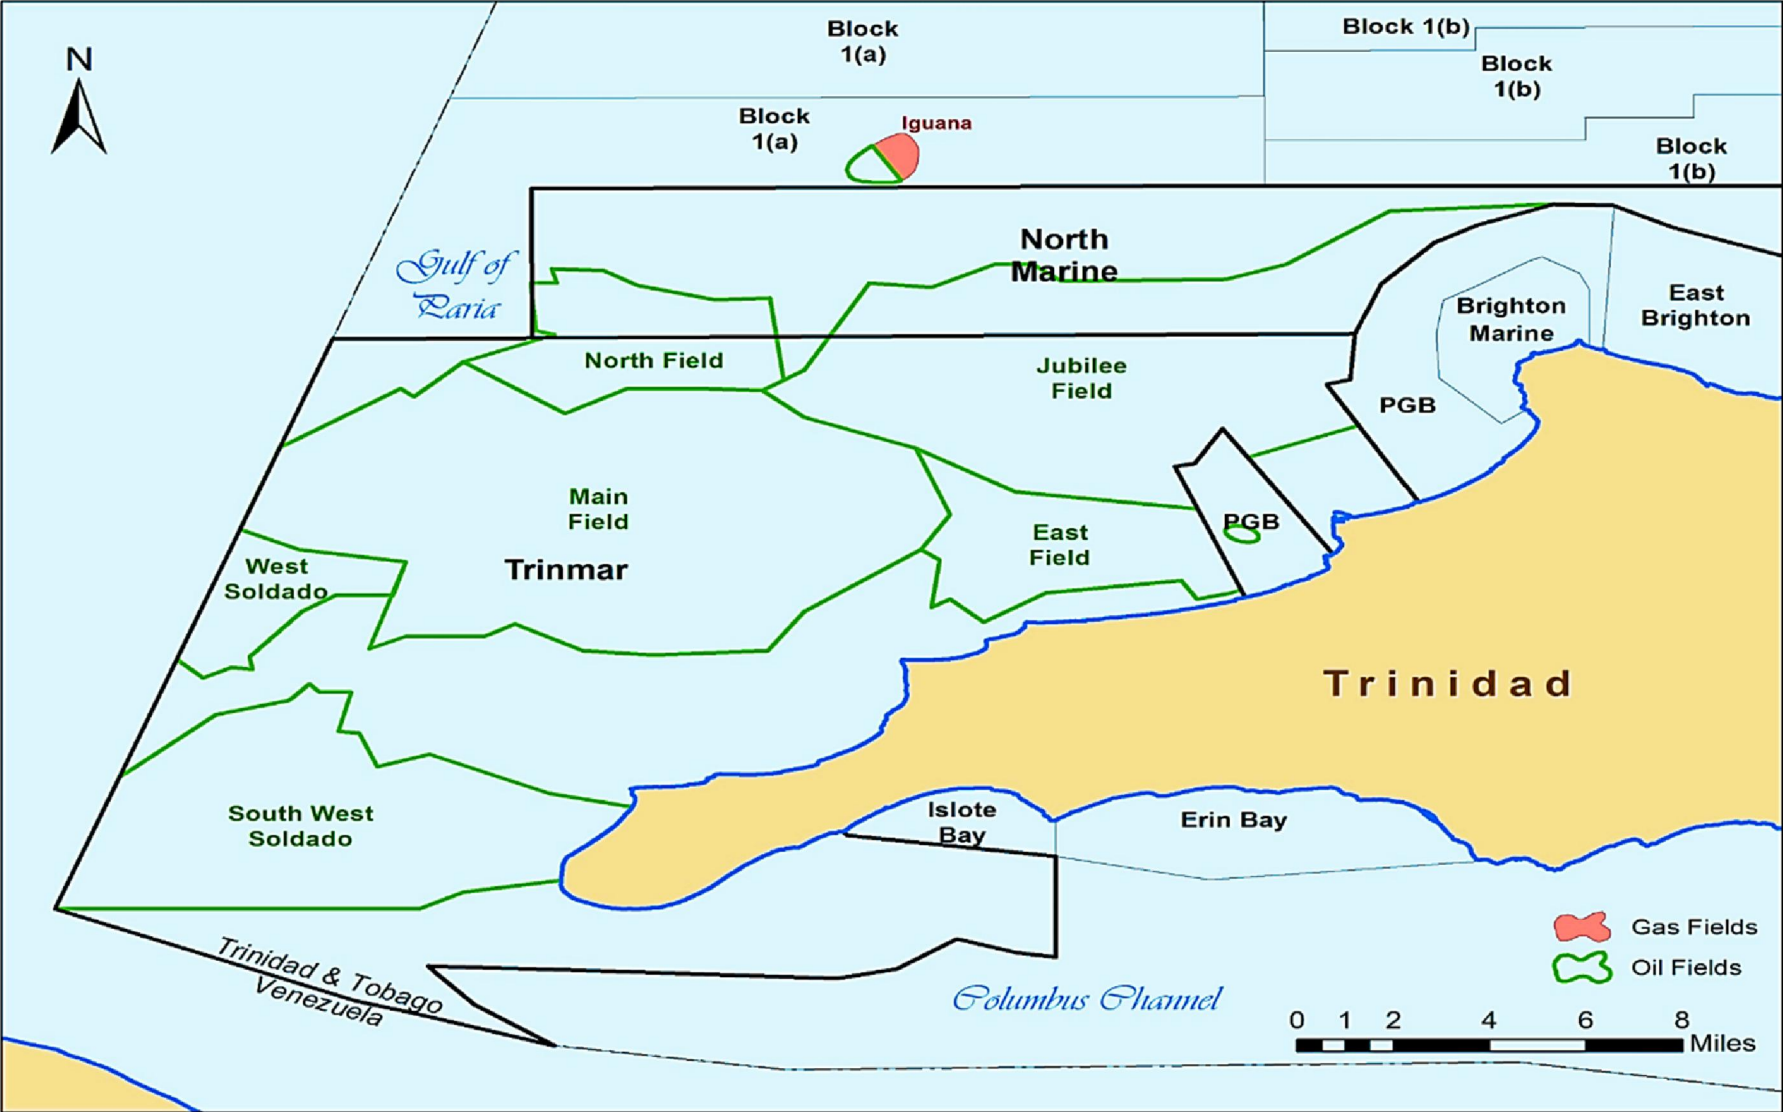 Block
1(a)
Block 1(b)
N
Block
1(b)
Block
1(a)
Iguana
Block
1(b)
North
Marine
Gulf of
Paria
Brighton
Marine
East
Brighton
North Field
Jubilee
Field
PGB
Main
Field
PGB
East
Field
West
Soldado
Trinmar
Trinidad
South West
Soldado
Islote
Bay
Erin Bay
Gas Fields
Oil Fields
Trinidad & Tobago
Venezuela
Columbus Channel
0 1 2 4 6 8
Miles